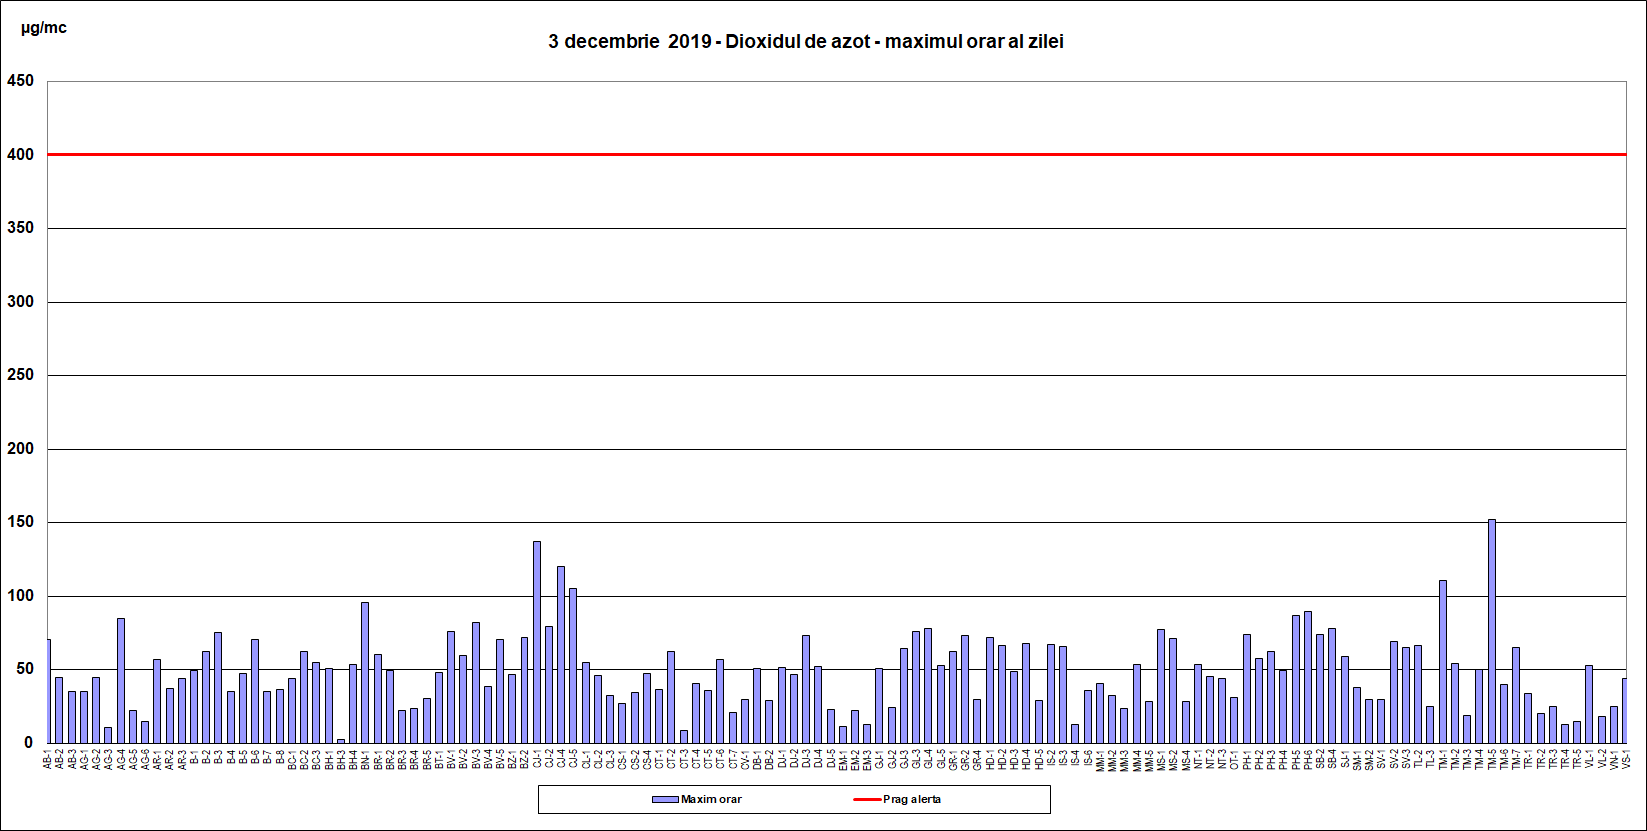 µg/mc
3 decembrie 2019 - Dioxidul de azot - maximul orar al zilei
450
400
350
300
250
200
150
100
50
0
AB-1 AB-2 AB-3 AG-1 AG-2 AG-3 AG-4 AG-5 AG-6 AR-1 AR-2 AR-3 B-1 B-2 B-3 B-4 B-5 B-6 B-7 B-8 BC-1 BC-2 BC-3 BH-1 BH-3 BH-4 BN-1 BR-1 BR-2 BR-3 BR-4 BR-5 BT-1 BV-1 BV-2 BV-3 BV-4 BV-5 BZ-1 BZ-2 CJ-1 CJ-2 CJ-4 CJ-5 CL-1 CL-2 CL-3 CS-1 CS-2 CS-4 CT-1 CT-2 CT-3 CT-4 CT-5 CT-6 CT-7 CV-1 DB-1 DB-2 DJ-1 DJ-2 DJ-3 DJ-4 DJ-5 EM-1 EM-2 EM-3 GJ-1 GJ-2 GJ-3 GL-3 GL-4 GL-5 GR-1 GR-2 GR-4 HD-1 HD-2 HD-3 HD-4 HD-5 IS-2 IS-3 IS-4 IS-6 MM-1 MM-2 MM-3 MM-4 MM-5 MS-1 MS-2 MS-4 NT-1 NT-2 NT-3 OT-1 PH-1 PH-2 PH-3 PH-4 PH-5 PH-6 SB-2 SB-4 SJ-1 SM-1 SM-2 SV-1 SV-2 SV-3 TL-2 TL-3 TM-1 TM-2 TM-3 TM-4 TM-5 TM-6 TM-7 TR-1 TR-2 TR-3 TR-4 TR-5 VL-1 VL-2 VN-1 VS-1
Maxim orar
Prag alerta